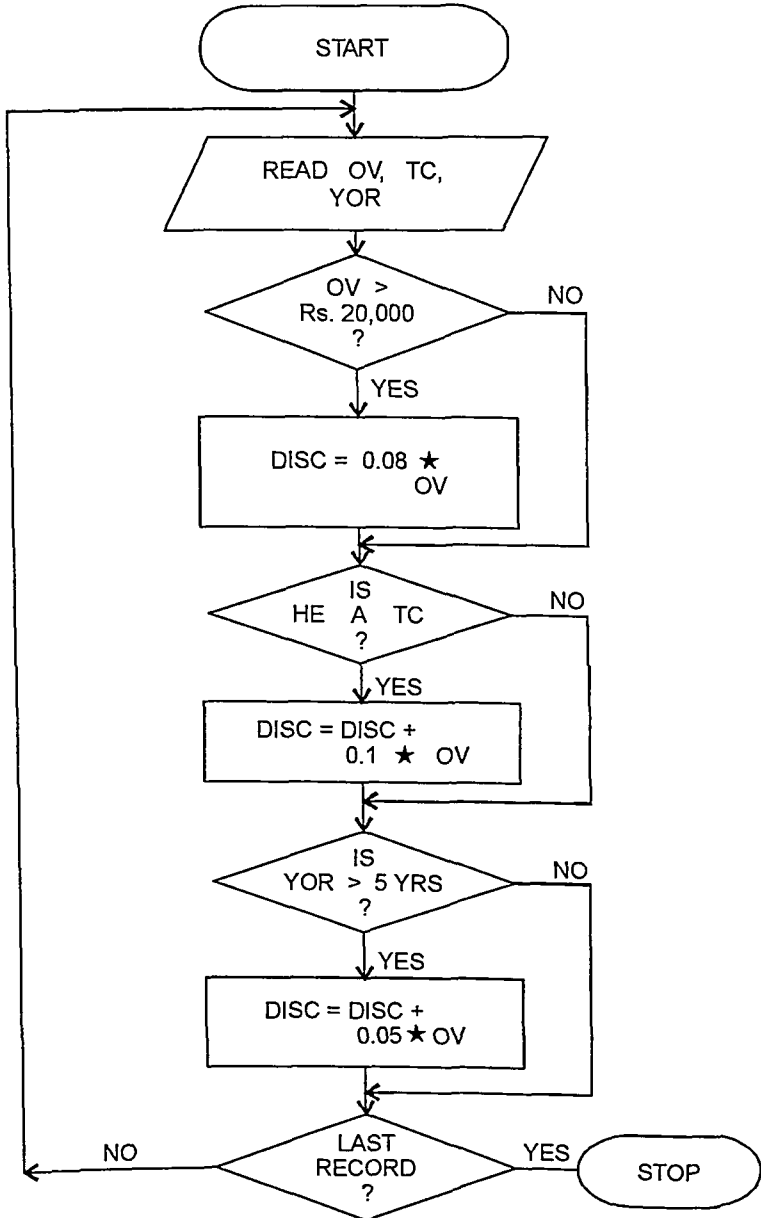 START
READ OV, TC,
YOR
OV >
Rs. 20,000
?
NO
YES
DISC = 0.08 ★
OV
IS
HE A TC
?
NO
YES
DISC = DISC +
0.1 ★ OV
IS
YOR > 5 YRS
?
NO
YES
DISC = DISC +
0.05 ★ OV
LAST
RECORD
?
NO
YES
STOP